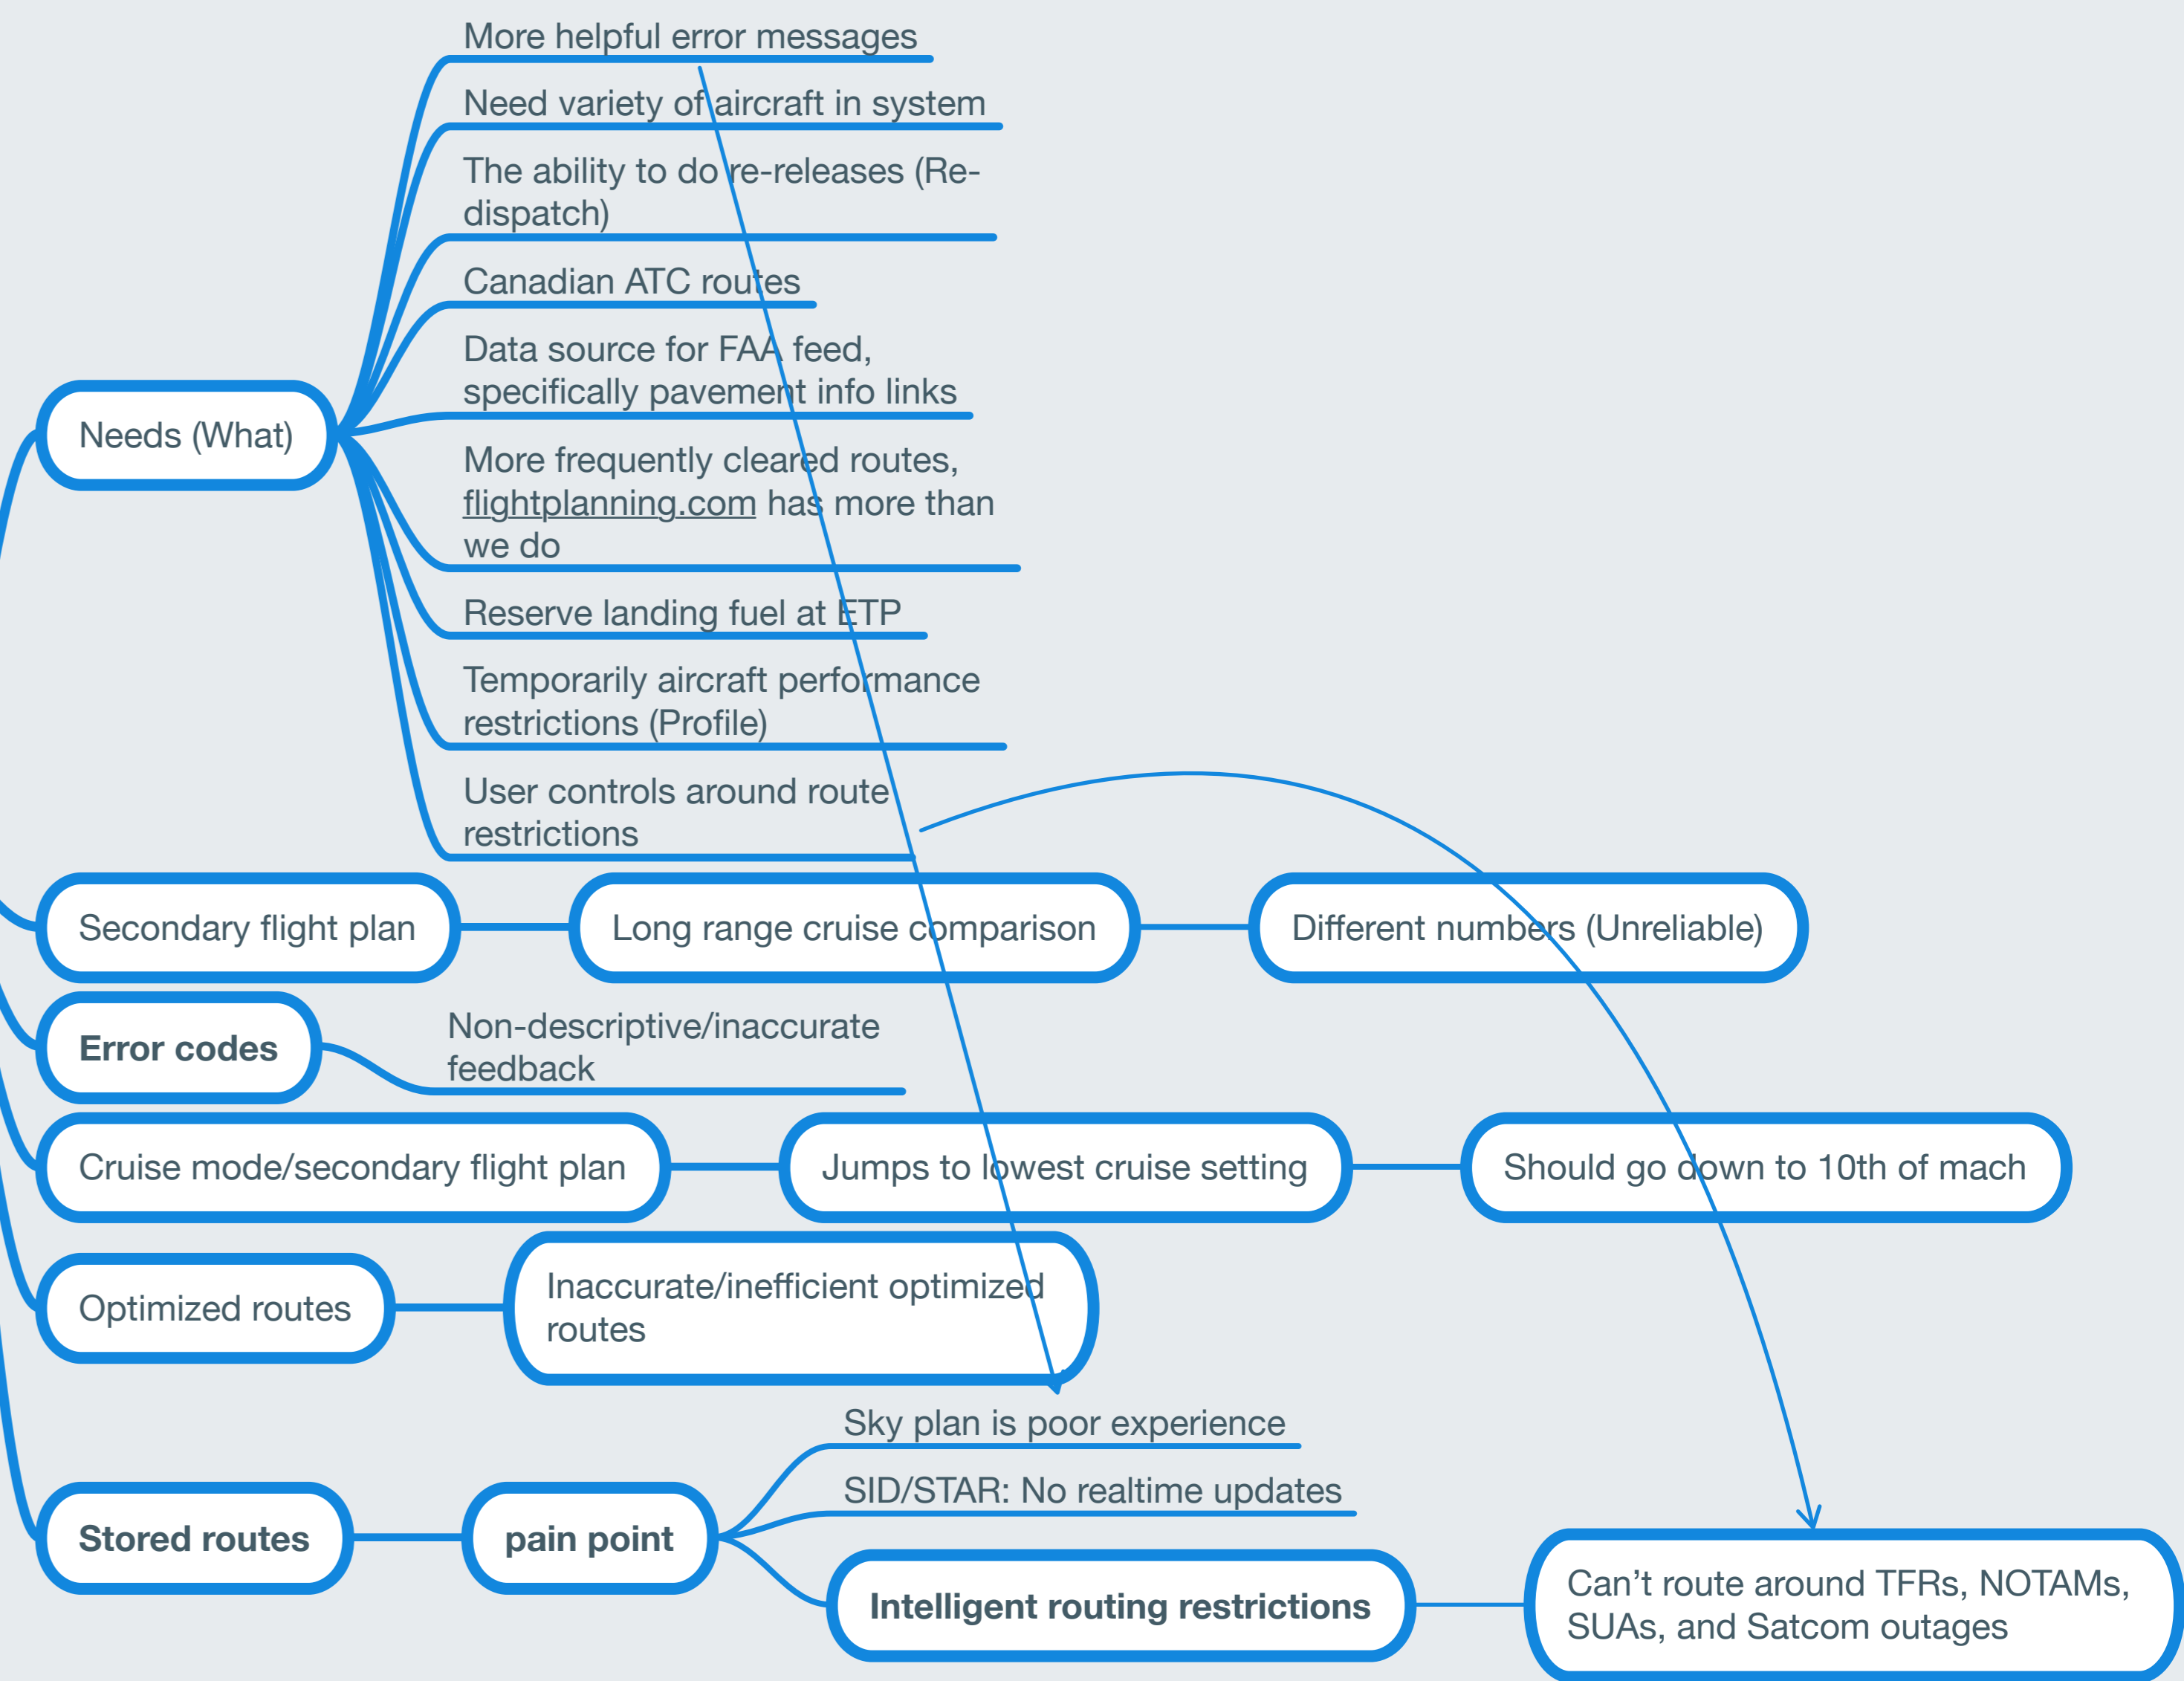 More helpful error messages
Need variety of aircraft in system
The ability to do re-releases (Re-
dispatch)
Canadian ATC routes
Data source for FAA feed,
specifically pavement info links
Needs (What)
More frequently cleared routes,
flightplanning.com has more than
we do
Reserve landing fuel at ETP
Temporarily aircraft performance
restrictions (Profile)
User controls around route
restrictions
Secondary flight plan
Long range cruise comparison
Different numbers (Unreliable)
Error codes
Non-descriptive/inaccurate
feedback
Cruise mode/secondary flight plan
Jumps to lowest cruise setting
Should go down to 10th of mach
Optimized routes
Inaccurate/inefficient optimized
routes
Stored routes
pain point
Sky plan is poor experience
SID/STAR: No realtime updates
Intelligent routing restrictions
Can’t route around TFRs, NOTAMs,
SUAs, and Satcom outages